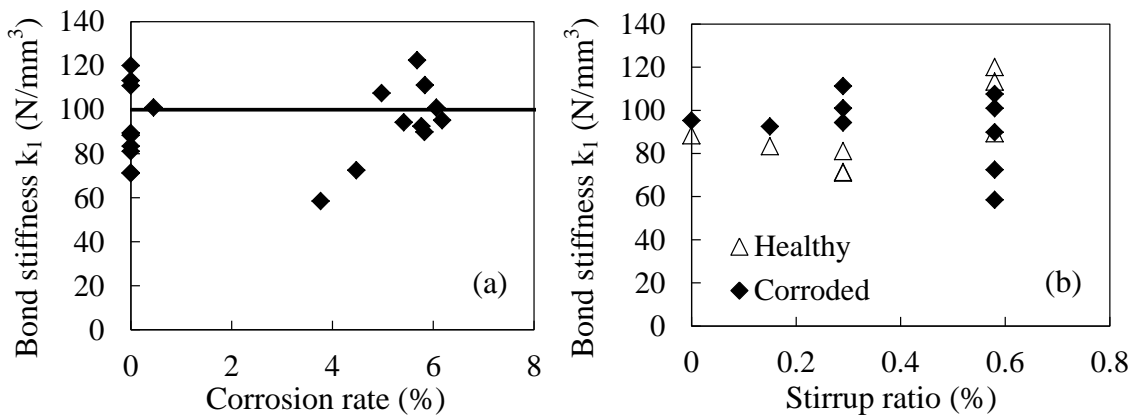 Bond stiffness k₁ (N/mm³)
140
120
100
80
60
40
20
0
0 2 4 6 8
Corrosion rate (%)
(a)
Bond stiffness k₁ (N/mm³)
140
120
100
80
60
40
20
0
0 0.2 0.4 0.6 0.8
Stirrup ratio (%)
Healthy
Corroded
(b)